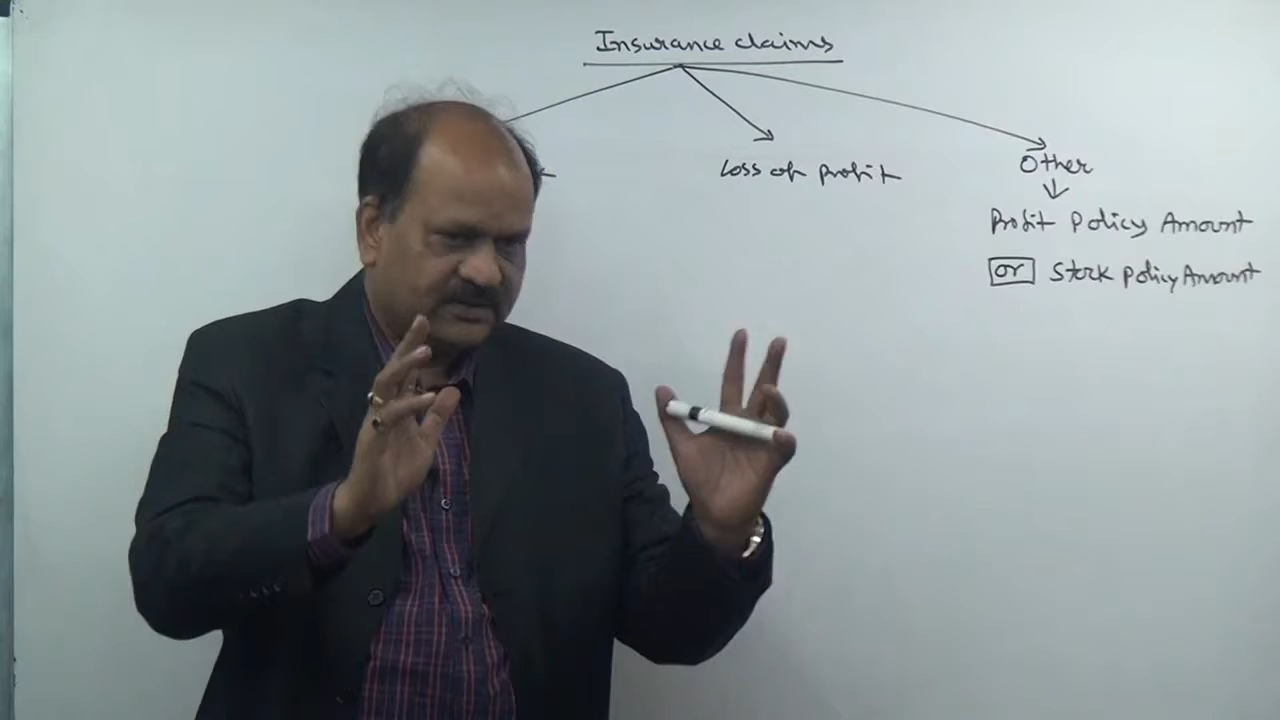 Insurance claims
Loss of Profit
Other
Profit Policy Amount
or Stock Policy Amount